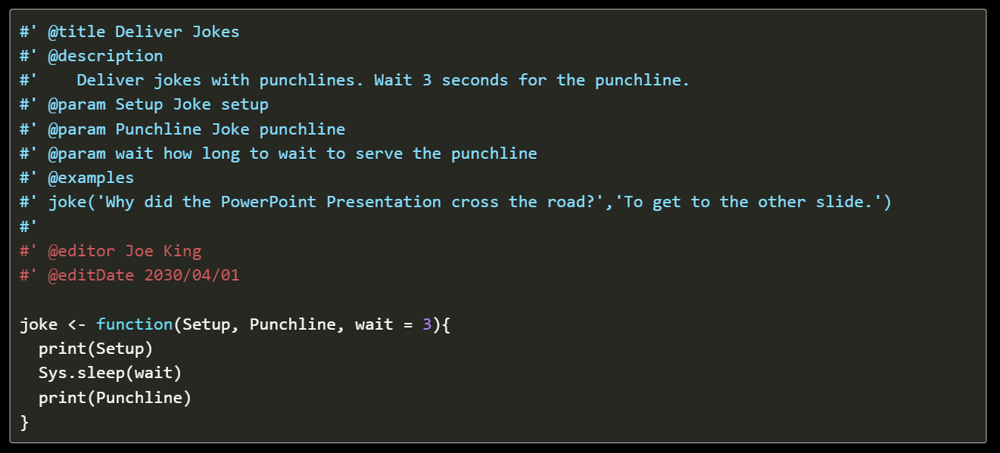 #' @title Deliver Jokes
#' @description
#'    Deliver jokes with punchlines. Wait 3 seconds for the punchline.
#' @param Setup Joke setup
#' @param Punchline Joke punchline
#' @param wait how long to wait to serve the punchline
#' @examples
#' joke('Why did the PowerPoint Presentation cross the road?','To get to the other slide.')
#'
#' @editor Joe King
#' @editDate 2030/04/01
joke <- function(Setup, Punchline, wait = 3){
  print(Setup)
  Sys.sleep(wait)
  print(Punchline)
}